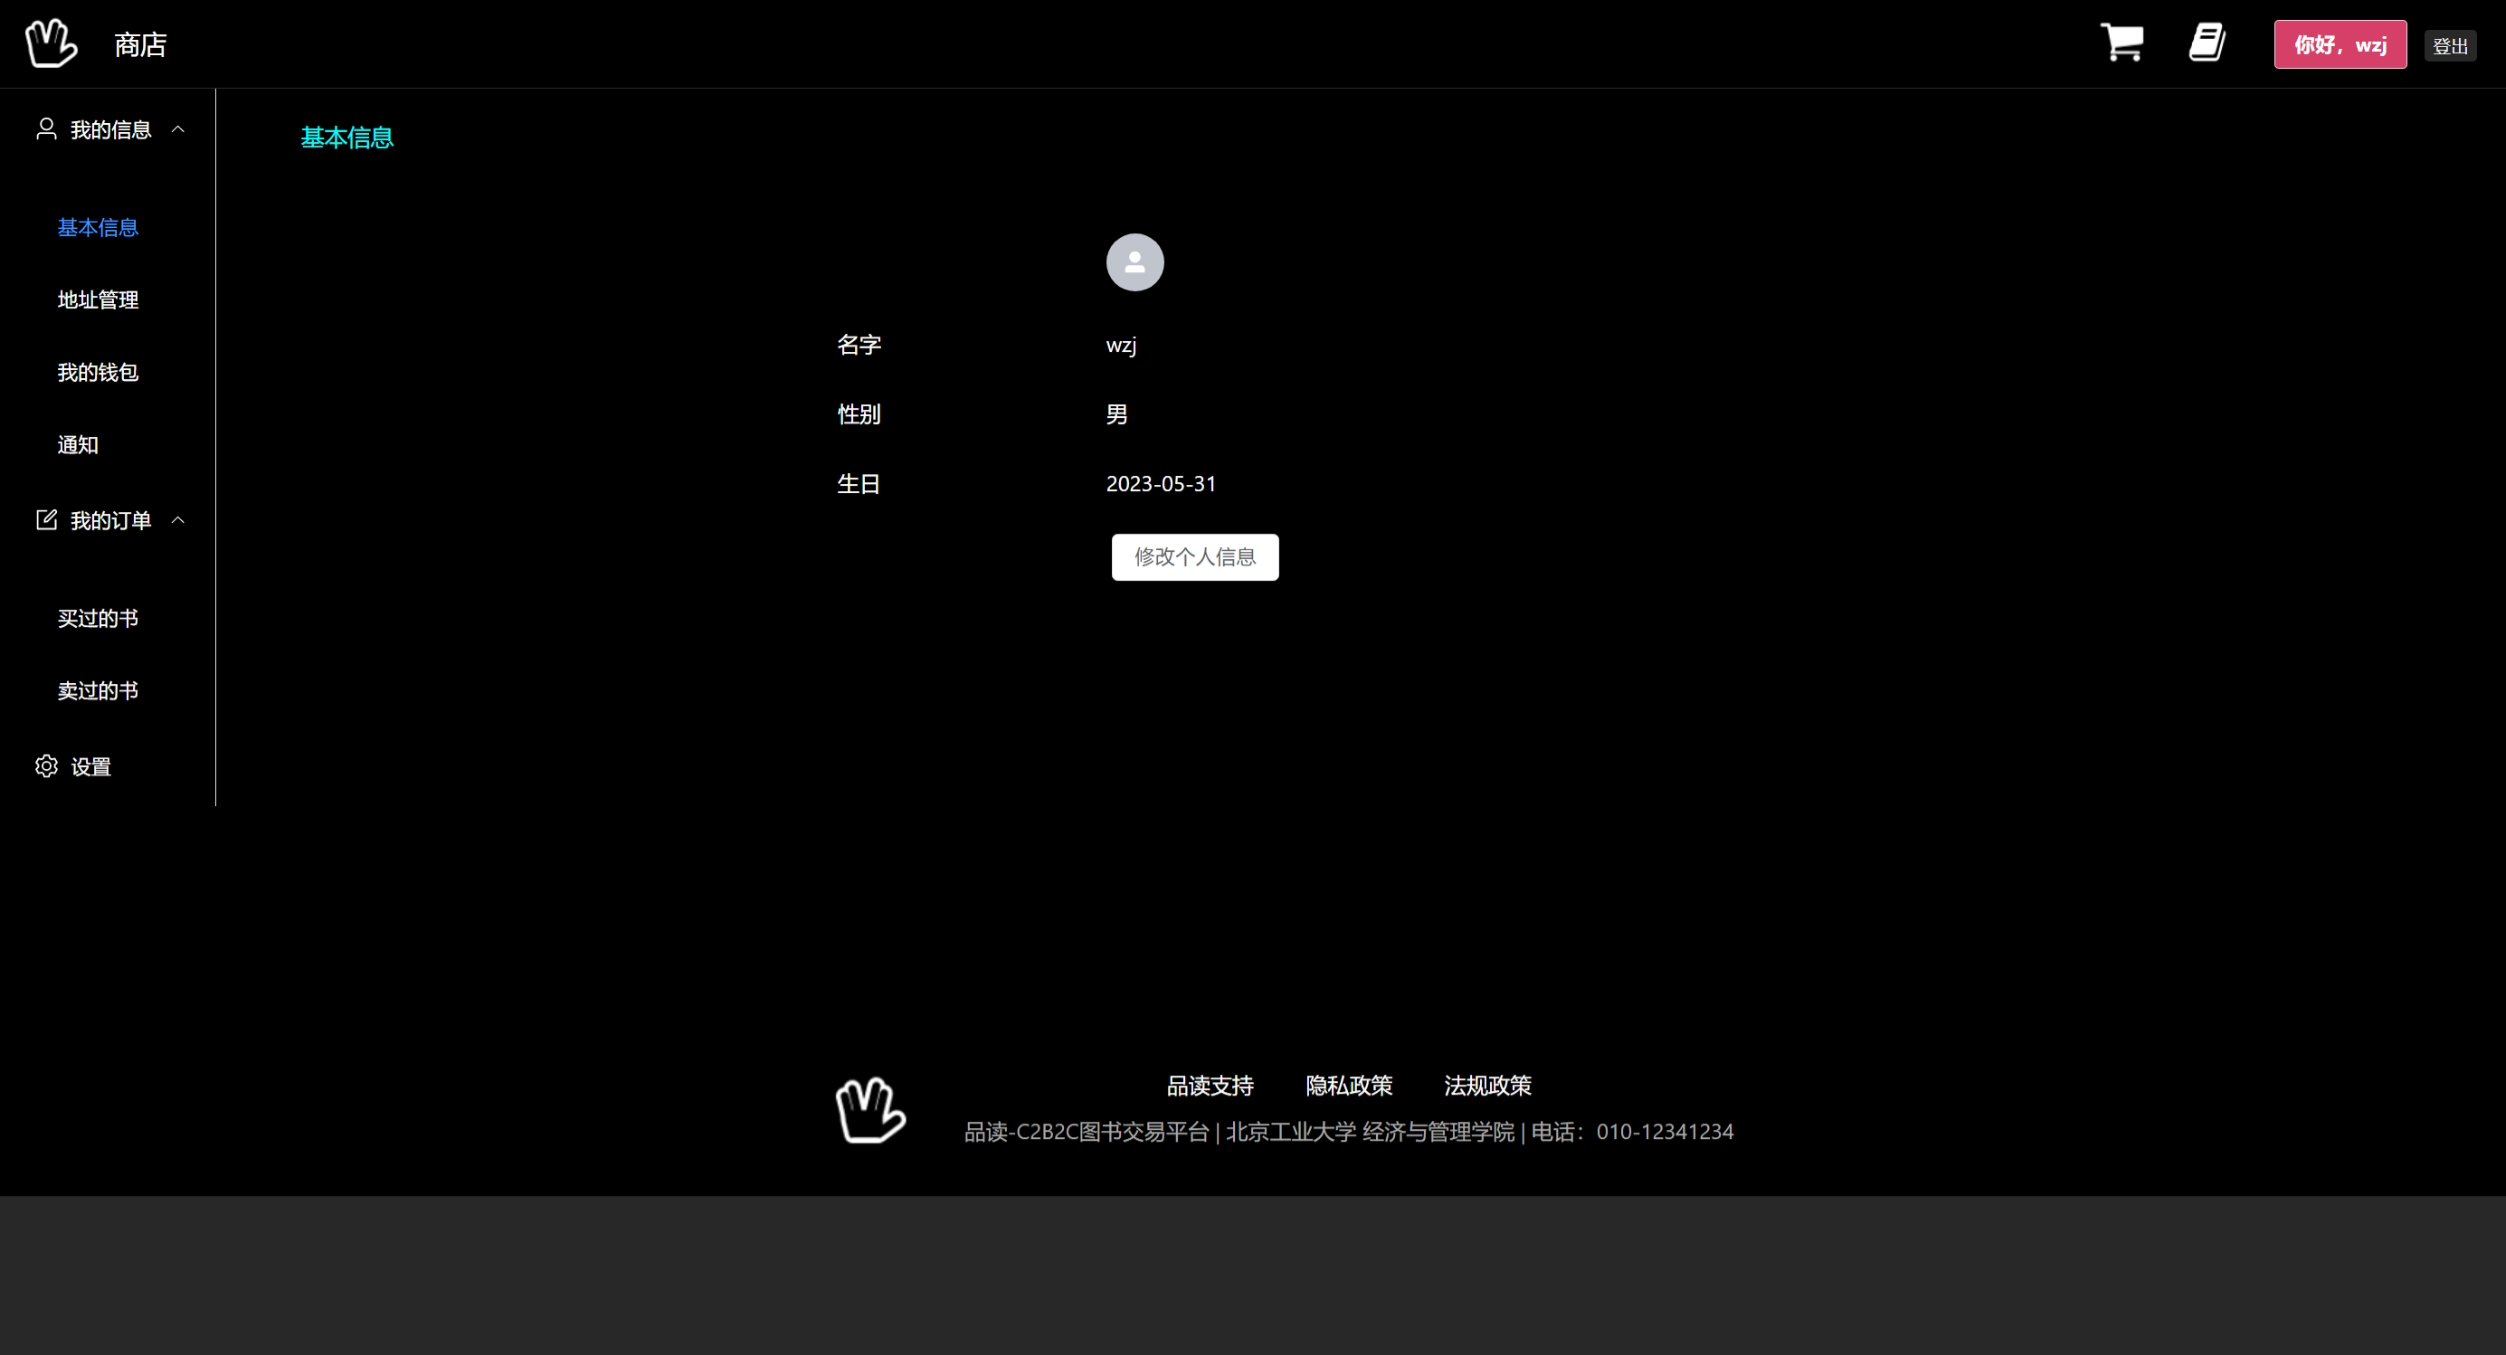 商店
你好，wzj
登出
我的信息
基本信息
地址管理
我的钱包
通知
我的订单
买过的书
卖过的书
设置
基本信息
名字 wzj
性别 男
生日 2023-05-31
修改个人信息
品读支持 隐私政策 法规政策
品读-C2B2C图书交易平台 | 北京工业大学 经济与管理学院 | 电话：010-12341234